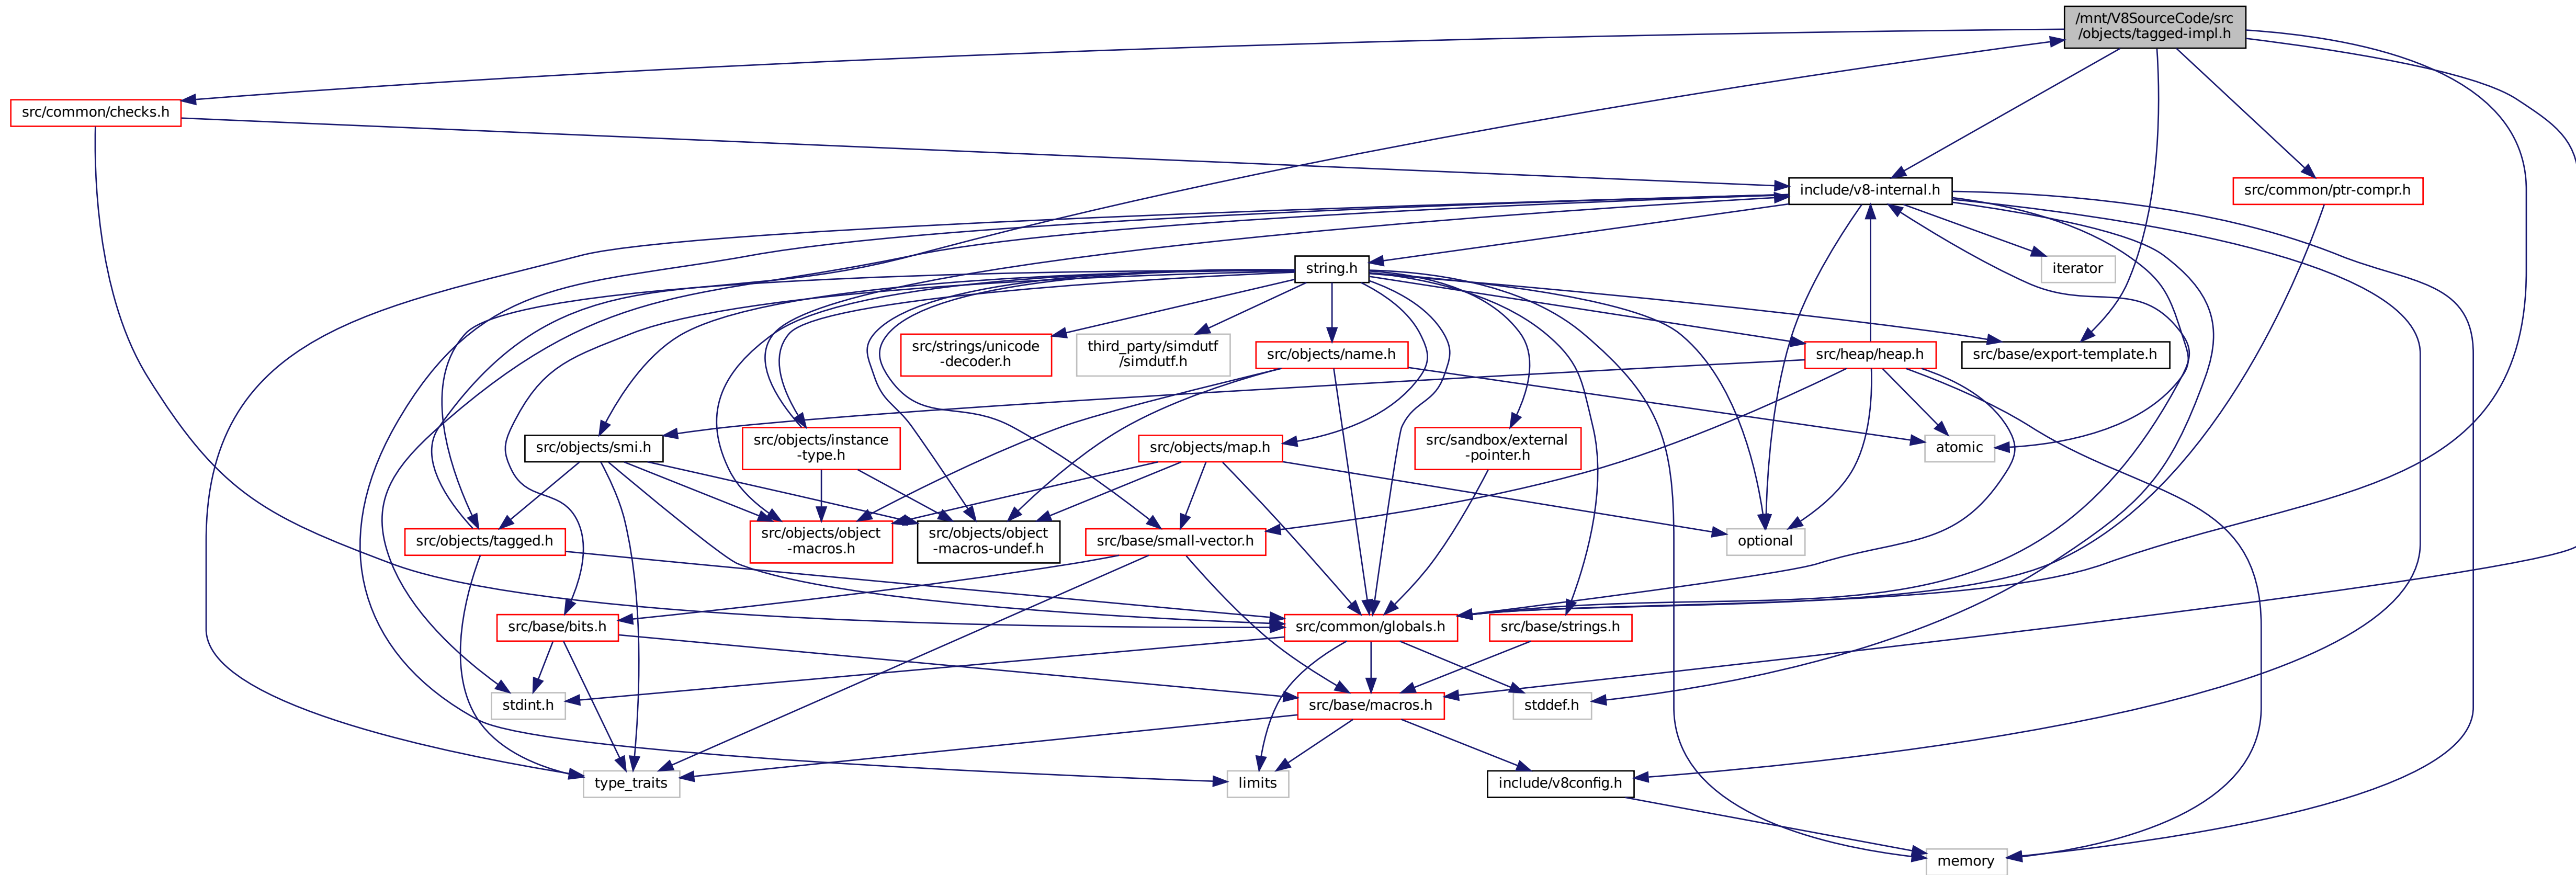 /mnt/V8SourceCode/src
/objects/tagged-impl.h
src/common/checks.h
include/v8-internal.h
src/common/ptr-compr.h
string.h
iterator
src/strings/unicode
-decoder.h
third_party/simdutf
/simdutf.h
src/objects/name.h
src/heap/heap.h
src/base/export-template.h
src/objects/smi.h
src/objects/instance
-type.h
src/objects/map.h
src/sandbox/external
-pointer.h
atomic
src/objects/tagged.h
src/objects/object
-macros.h
src/objects/object
-macros-undef.h
src/base/small-vector.h
optional
src/base/bits.h
src/common/globals.h
src/base/strings.h
stdint.h
src/base/macros.h
stddef.h
type_traits
limits
include/v8config.h
memory